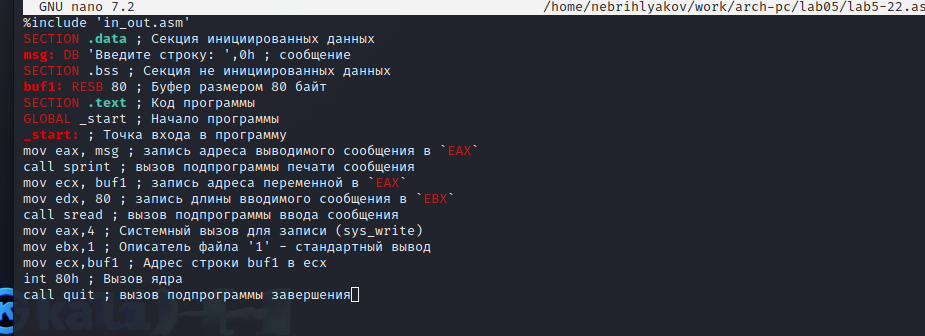 GNU nano 7.2 /home/nebrihlyakov/work/arch-pc/lab05/lab5-22.as
%include 'in_out.asm'
SECTION .data ; Секция инициированных данных
msg: DB 'Введите строку: ',0h ; сообщение
SECTION .bss ; Секция не инициированных данных
buf1: RESB 80 ; Буфер размером 80 байт
SECTION .text ; Код программы
GLOBAL _start ; Начало программы
_start: ; Точка входа в программу
mov eax, msg ; запись адреса выводимого сообщения в `EAX`
call sprint ; вызов подпрограммы печати сообщения
mov ecx, buf1 ; запись адреса переменной в `EAX`
mov edx, 80 ; запись длины вводимого сообщения в `EBX`
call sread ; вызов подпрограммы ввода сообщения
mov eax,4 ; Системный вызов для записи (sys_write)
mov ebx,1 ; Описатель файла '1' - стандартный вывод
mov ecx,buf1 ; Адрес строки buf1 в ecx
int 80h ; Вызов ядра
call quit ; вызов подпрограммы завершения